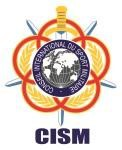 CONSEIL INTERNATIONAL DU SPORT MILITAIRE
CISM